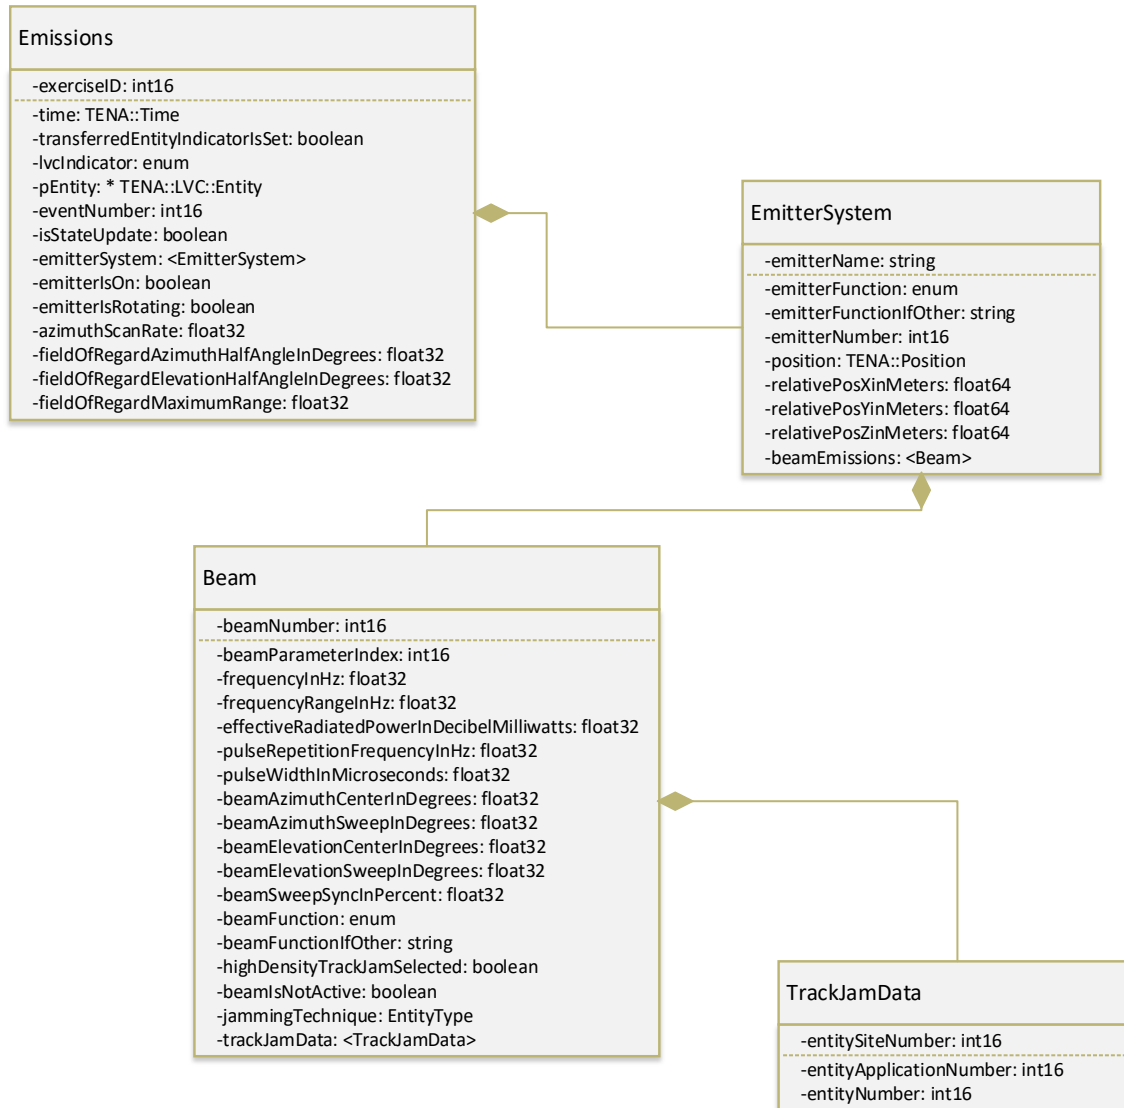 Emissions
-exerciseID: int16
-time: TENA::Time
-transferredEntityIndicatorIsSet: boolean
-lvcIndicator: enum
-pEntity: * TENA::LVC::Entity
-eventNumber: int16
-isStateUpdate: boolean
-emitterSystem: <EmitterSystem>
-emitterIsOn: boolean
-emitterIsRotating: boolean
-azimuthScanRate: float32
-fieldOfRegardAzimuthHalfAngleInDegrees: float32
-fieldOfRegardElevationHalfAngleInDegrees: float32
-fieldOfRegardMaximumRange: float32
EmitterSystem
-emitterName: string
-emitterFunction: enum
-emitterFunctionIfOther: string
-emitterNumber: int16
-position: TENA::Position
-relativePosXinMeters: float64
-relativePosYinMeters: float64
-relativePosZinMeters: float64
-beamEmissions: <Beam>
Beam
-beamNumber: int16
-beamParameterIndex: int16
-frequencyInHz: float32
-frequencyRangeInHz: float32
-effectiveRadiatedPowerInDecibelMilliwatts: float32
-pulseRepetitionFrequencyInHz: float32
-pulseWidthInMicroseconds: float32
-beamAzimuthCenterInDegrees: float32
-beamAzimuthSweepInDegrees: float32
-beamElevationCenterInDegrees: float32
-beamElevationSweepInDegrees: float32
-beamSweepSyncInPercent: float32
-beamFunction: enum
-beamFunctionIfOther: string
-highDensityTrackJamSelected: boolean
-beamIsNotActive: boolean
-jammingTechnique: EntityType
-trackJamData: <TrackJamData>
TrackJamData
-entitySiteNumber: int16
-entityApplicationNumber: int16
-entityNumber: int16